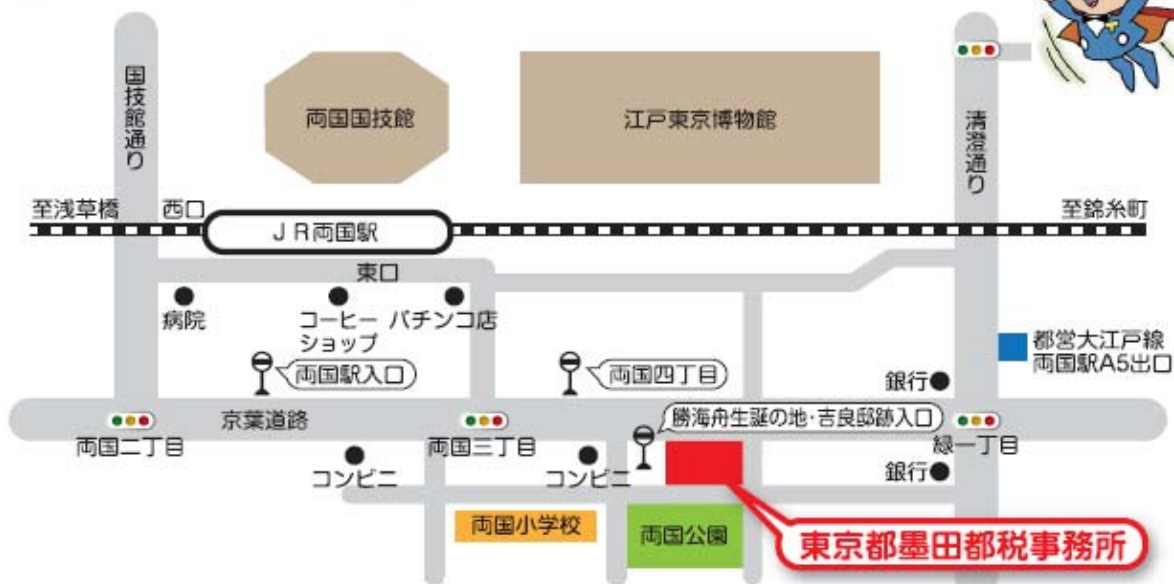 国技館通り
両国国技館
江戸東京博物館
清澄通り
至浅草橋
西口
JR両国駅
至錦糸町
東口
病院
コーヒー
ショップ
パチンコ店
都営大江戸線
両国駅A5出口
両国駅入口
両国四丁目
銀行
京葉道路
勝海舟生誕の地・吉良邸跡入口
両国二丁目
両国三丁目
緑一丁目
コンビニ
コンビニ
銀行
両国小学校
両国公園
東京都墨田都税事務所